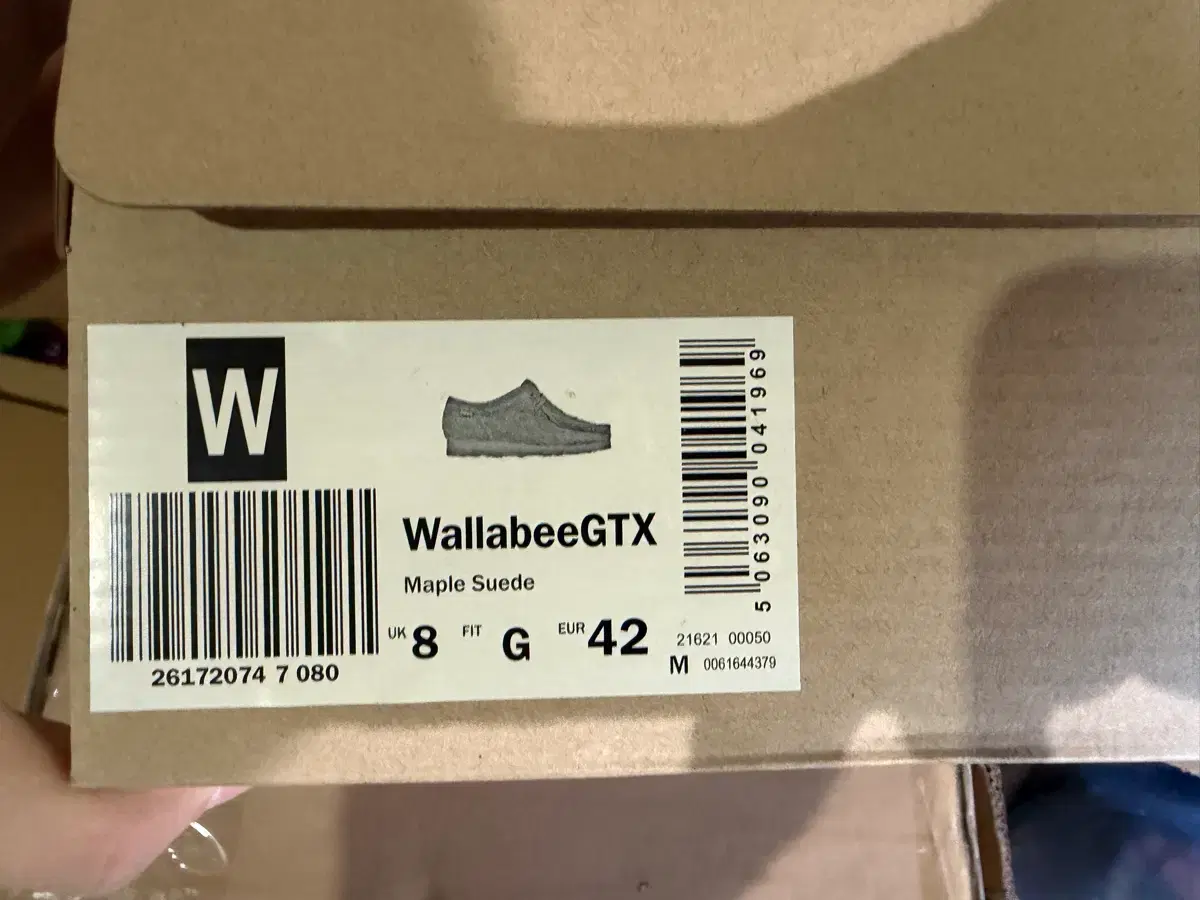 W
26172074 7 080
WallabeeGTX
Maple Suede
UK 8 FIT G EUR 42
5 063090 041969
21621 00050
M 0061644379